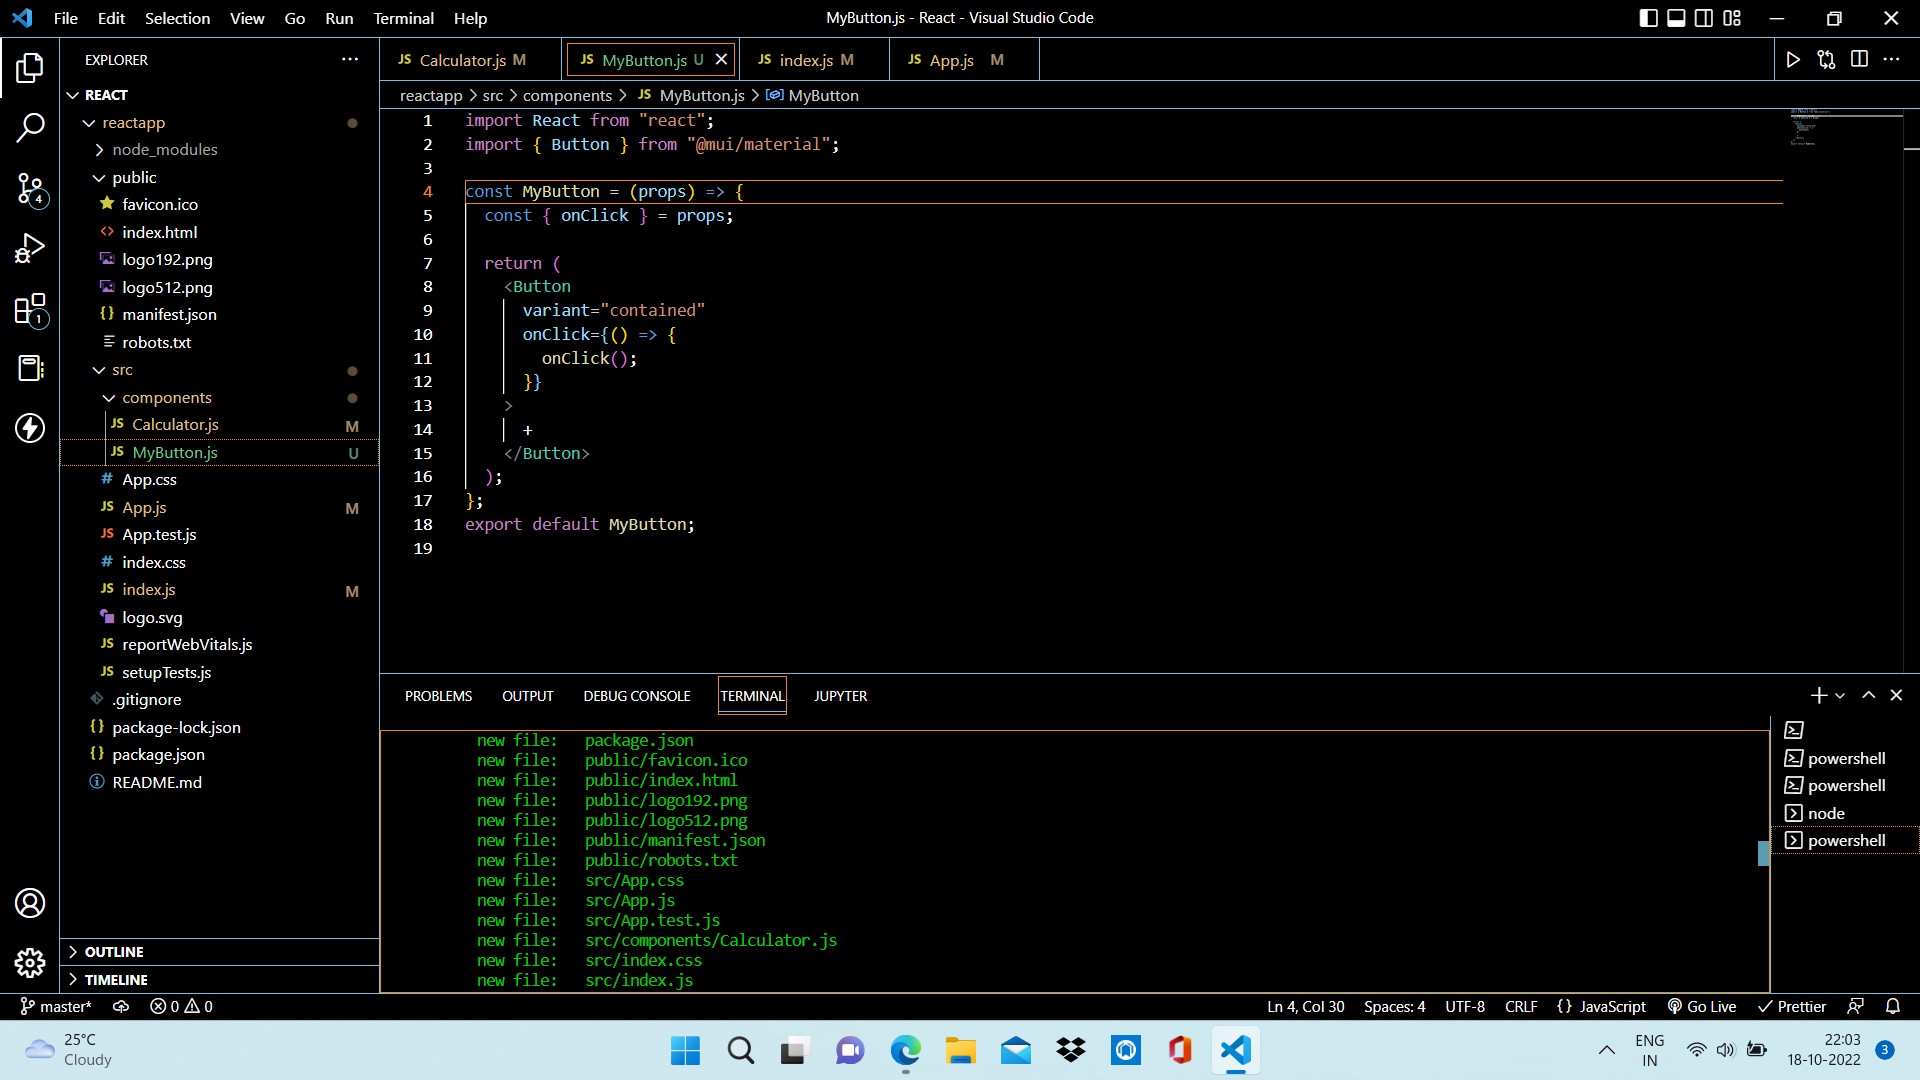 File Edit Selection View Go Run Terminal Help
MyButton.js - React - Visual Studio Code
EXPLORER
REACT
reactapp
node_modules
public
favicon.ico
index.html
logo192.png
logo512.png
manifest.json
robots.txt
src
components
JS Calculator.js M
JS MyButton.js U
# App.css
JS App.js M
JS App.test.js
# index.css
JS index.js M
logo.svg
JS reportWebVitals.js
JS setupTests.js
.gitignore
package-lock.json
package.json
README.md
OUTLINE
TIMELINE
4
1
JS Calculator.js M
JS MyButton.js U
JS index.js M
JS App.js M
reactapp > src > components > JS MyButton.js > MyButton
1 import React from "react";
2 import { Button } from "@mui/material";
3
4 const MyButton = (props) => {
5 const { onClick } = props;
6
7 return (
8 <Button
9 variant="contained"
10 onClick={() => {
11 onClick();
12 }}
13 >
14 +
15 </Button>
16 );
17 };
18 export default MyButton;
19
PROBLEMS OUTPUT DEBUG CONSOLE TERMINAL JUPYTER
new file: package.json
new file: public/favicon.ico
new file: public/index.html
new file: public/logo192.png
new file: public/logo512.png
new file: public/manifest.json
new file: public/robots.txt
new file: src/App.css
new file: src/App.js
new file: src/App.test.js
new file: src/components/Calculator.js
new file: src/index.css
new file: src/index.js
powershell
powershell
node
powershell
master* 0 0
Ln 4, Col 30 Spaces: 4 UTF-8 CRLF {} JavaScript Go Live Prettier
25°C
Cloudy
ENG
IN
22:03
18-10-2022
3